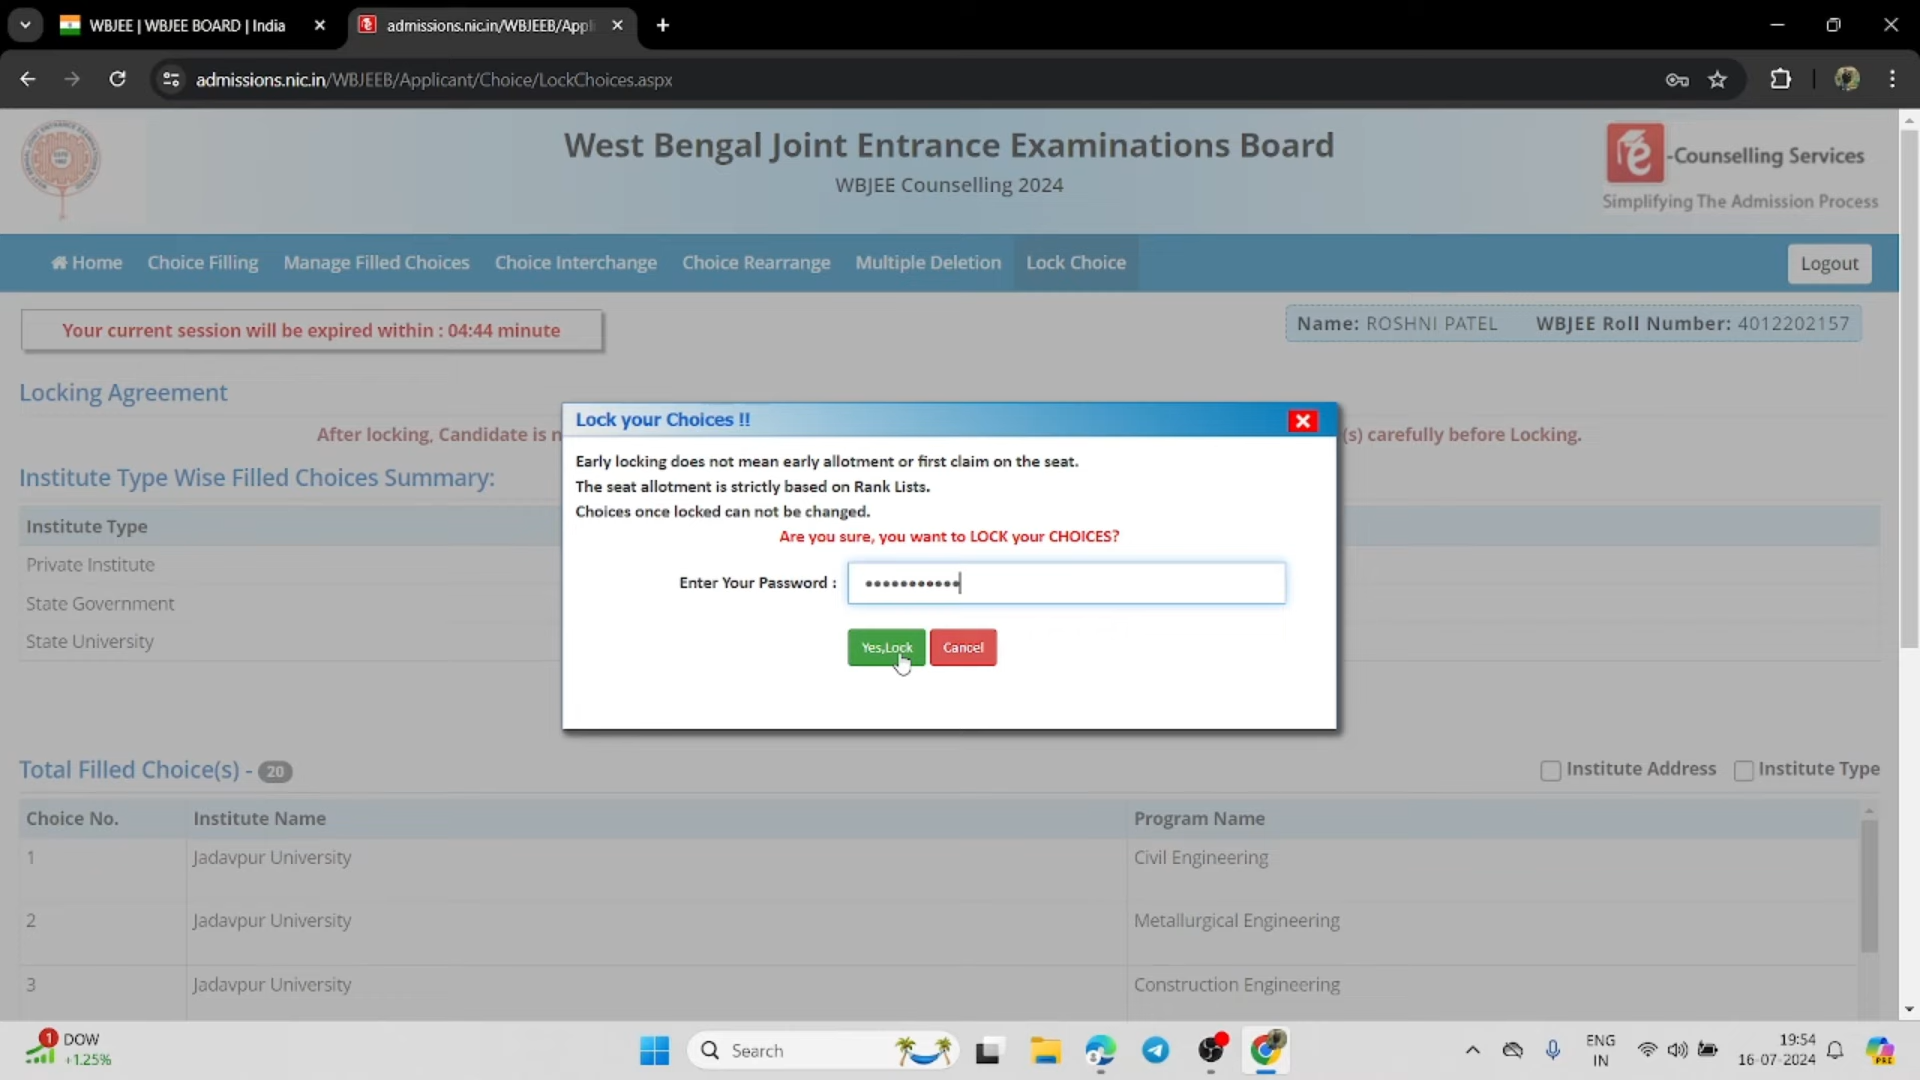 WBJEE | WBJEE BOARD | India
admissions.nic.in/WBJEEB/Appl
admissions.nic.in/WBJEEB/Applicant/Choice/LockChoices.aspx
West Bengal Joint Entrance Examinations Board
WBJEE Counselling 2024
e-Counselling Services
Simplifying The Admission Process
Home Choice Filling Manage Filled Choices Choice Interchange Choice Rearrange Multiple Deletion Lock Choice Logout
Your current session will be expired within : 04:44 minute
Name: ROSHNI PATEL WBJEE Roll Number: 4012202157
Locking Agreement
After locking, Candidate is n (s) carefully before Locking.
Institute Type Wise Filled Choices Summary:
Institute Type
Private Institute
State Government
State University
Lock your Choices !!
Early locking does not mean early allotment or first claim on the seat.
The seat allotment is strictly based on Rank Lists.
Choices once locked can not be changed.
Are you sure, you want to LOCK your CHOICES?
Enter Your Password : •••••••••••
Yes,Lock Cancel
Total Filled Choice(s) - 20
Institute Address Institute Type
Choice No. Institute Name Program Name
1 Jadavpur University Civil Engineering
2 Jadavpur University Metallurgical Engineering
3 Jadavpur University Construction Engineering
1 DOW
+1.25%
Search
ENG
IN
19:54
16-07-2024
PRE